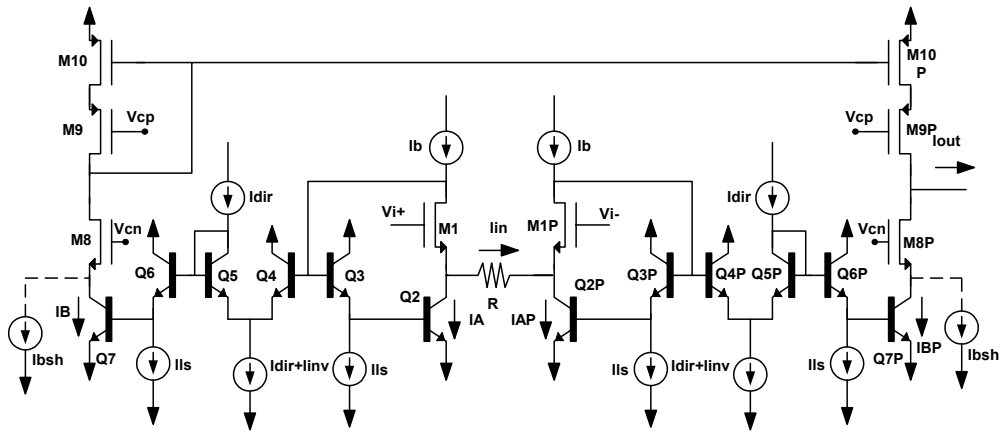 M10
M10
P
M9
Vcp
Vcp
M9P
Iout
Ib
Ib
Idir
Idir
Vi+
M1
M1P
Vi-
Iin
M8
Vcn
Vcn
M8P
Q6
Q5
Q4
Q3
Q3P
Q4P
Q5P
Q6P
R
Q2
Q2P
IB
IA
IAP
IBP
Ibsh
Q7
Ils
Idir+Iinv
Ils
Ils
Idir+Iinv
Ils
Q7P
Ibsh